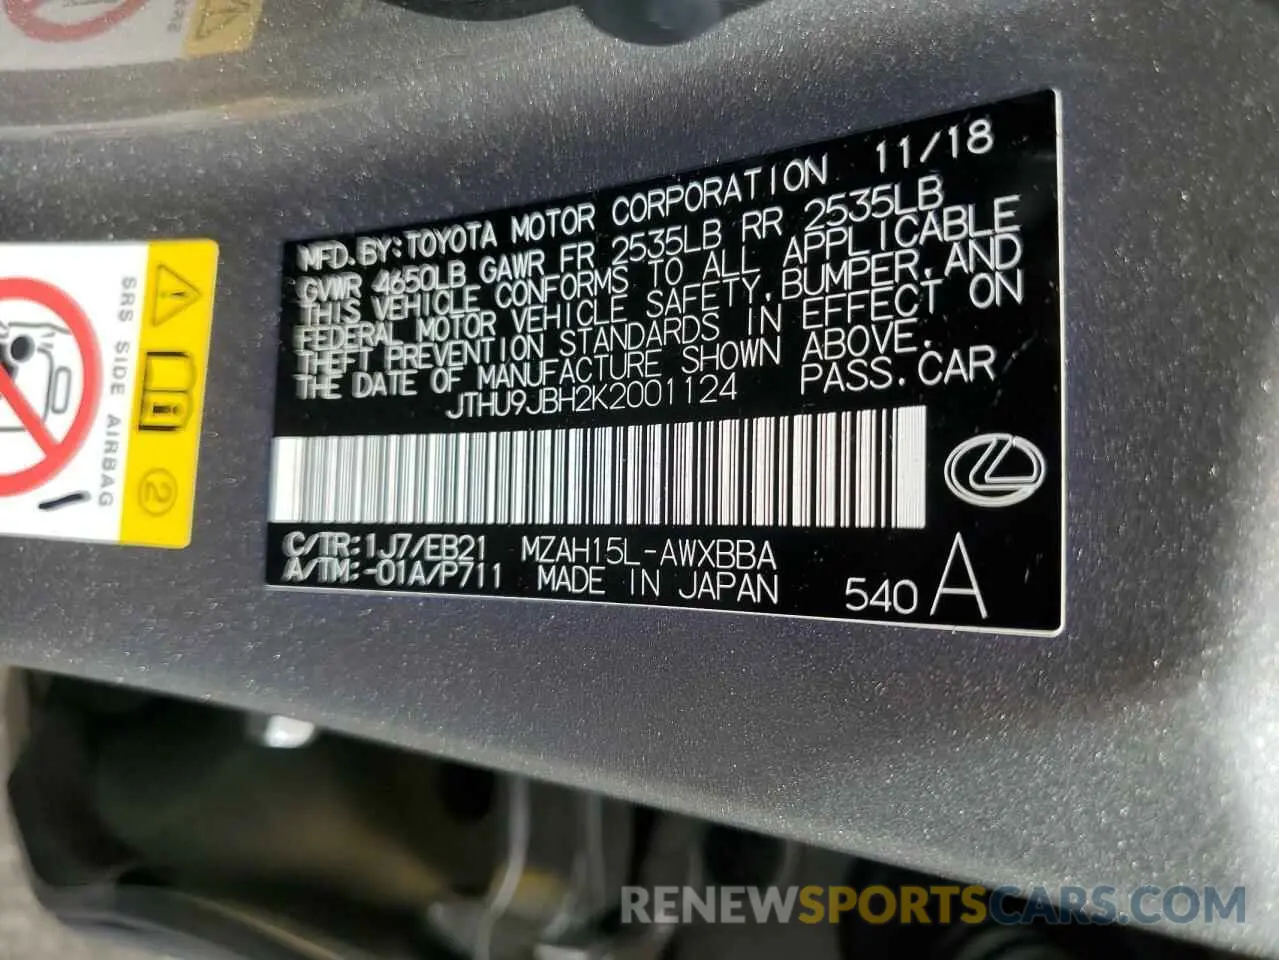 MFD. BY: TOYOTA MOTOR CORPORATION 11/18
GVWR 4650LB GAWR FR 2535LB RR 2535LB
THIS VEHICLE CONFORMS TO ALL APPLICABLE
FEDERAL MOTOR VEHICLE SAFETY, BUMPER, AND
THEFT PREVENTION STANDARDS IN EFFECT ON
THE DATE OF MANUFACTURE SHOWN ABOVE.
JTHU9JBH2K2001124 PASS. CAR
C/TR: 1J7/EB21 MZAH15L-AWXBBA
A/TM: -01A/P711 MADE IN JAPAN 540 A
SRS SIDE AIRBAG
2
RENEWSPORTSCARS.COM